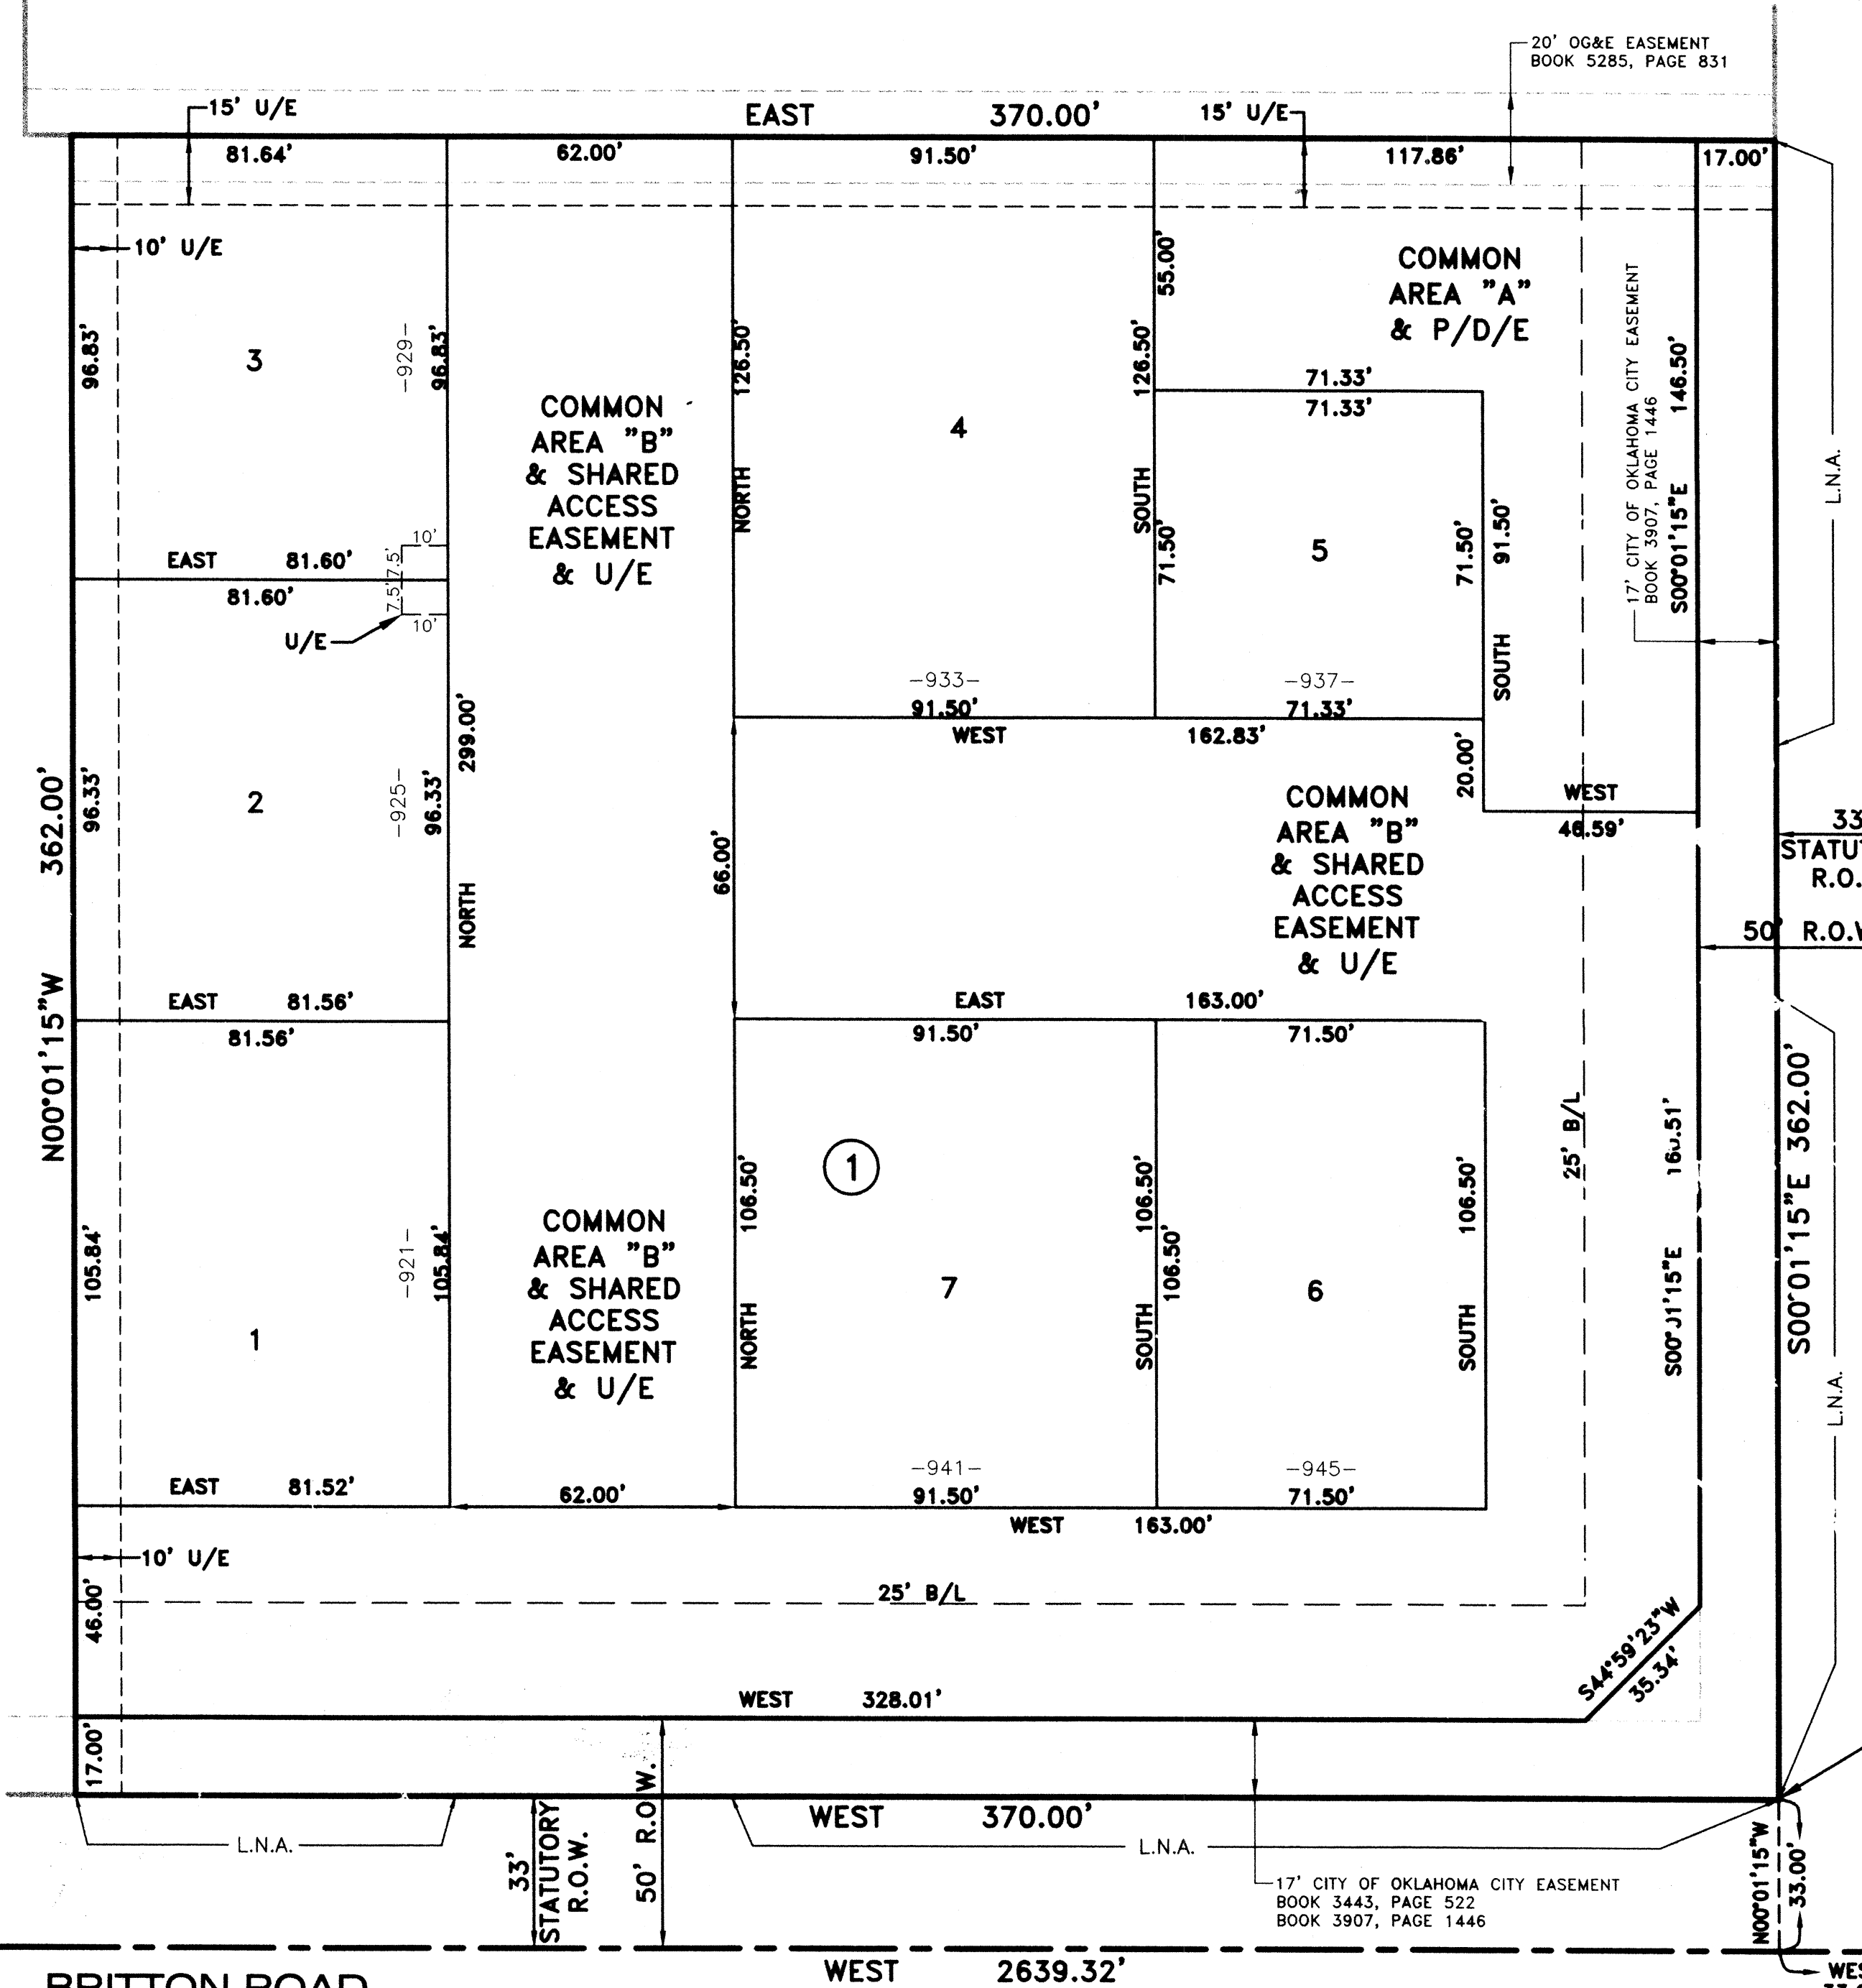 20' OG&E EASEMENT
BOOK 5285, PAGE 831
15' U/E
EAST 370.00'
15' U/E
81.64'
62.00'
91.50'
117.86'
17.00'
10' U/E
96.83'
3
-929-
96.83'
COMMON
AREA "B"
& SHARED
ACCESS
EASEMENT
& U/E
126.50'
NORTH
4
55.00'
126.50'
SOUTH
71.50'
COMMON
AREA "A"
& P/D/E
71.33'
71.33'
5
71.50'
91.50'
SOUTH
17' CITY OF OKLAHOMA CITY EASEMENT
BOOK 3907, PAGE 1446
S00°01'15"E 146.50'
L.N.A.
EAST 81.60'
81.60'
10'
7.5'
7.5'
10'
U/E
-933-
91.50'
-937-
71.33'
WEST 162.83'
20.00'
WEST
46.59'
N00°01'15"W 362.00'
96.33'
2
-925-
96.33'
NORTH 299.00'
66.00'
COMMON
AREA "B"
& SHARED
ACCESS
EASEMENT
& U/E
33
R.O.
50' R.O.W
EAST 81.56'
81.56'
EAST 163.00'
91.50'
71.50'
105.84'
1
-921-
105.84'
COMMON
AREA "B"
& SHARED
ACCESS
EASEMENT
& U/E
NORTH 106.50'
1
7
SOUTH 106.50'
106.50'
6
SOUTH 106.50'
25' B/L
S00°01'15"E 362.00'
L.N.A.
EAST 81.52'
62.00'
-941-
91.50'
-945-
71.50'
WEST 163.00'
10' U/E
46.00'
25' B/L
S44°59'23"W
35.34'
WEST 328.01'
17.00'
WEST 370.00'
L.N.A.
L.N.A.
33'
STATUTORY
R.O.W.
50' R.O.W.
17' CITY OF OKLAHOMA CITY EASEMENT
BOOK 3443, PAGE 522
BOOK 3907, PAGE 1446
N00°01'15"W
33.00'
BRITTON ROAD
WEST 2639.32'